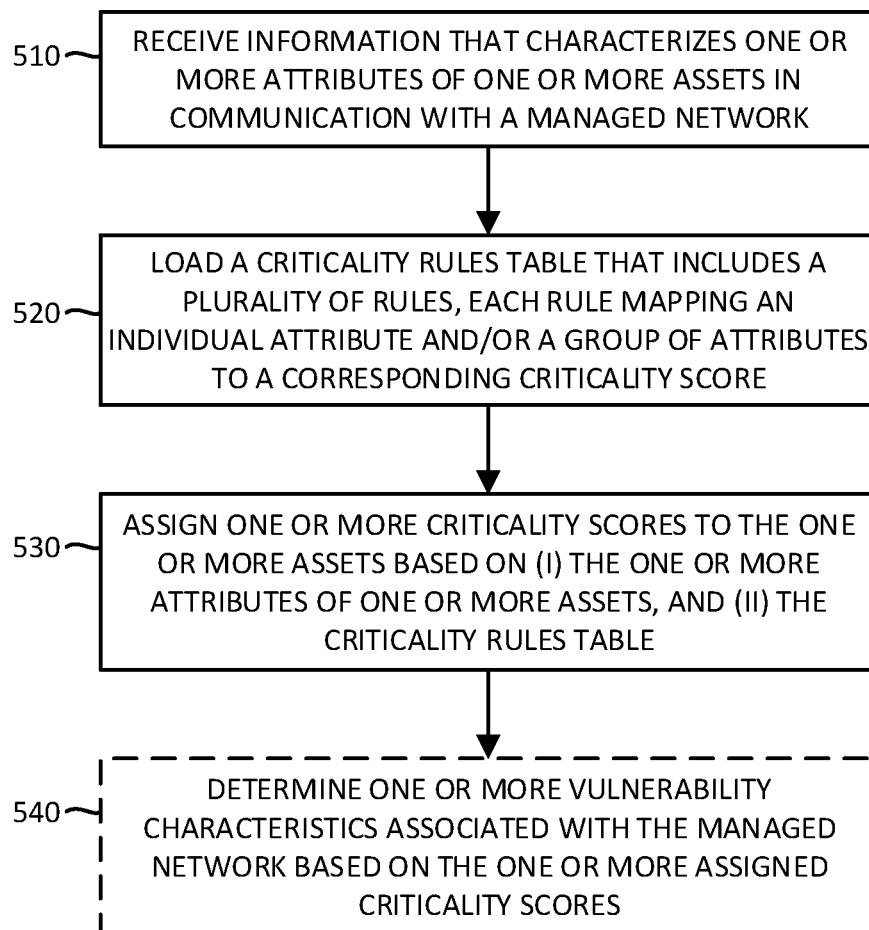 510
RECEIVE INFORMATION THAT CHARACTERIZES ONE OR
MORE ATTRIBUTES OF ONE OR MORE ASSETS IN
COMMUNICATION WITH A MANAGED NETWORK
520
LOAD A CRITICALITY RULES TABLE THAT INCLUDES A
PLURALITY OF RULES, EACH RULE MAPPING AN
INDIVIDUAL ATTRIBUTE AND/OR A GROUP OF ATTRIBUTES
TO A CORRESPONDING CRITICALITY SCORE
530
ASSIGN ONE OR MORE CRITICALITY SCORES TO THE ONE
OR MORE ASSETS BASED ON (I) THE ONE OR MORE
ATTRIBUTES OF ONE OR MORE ASSETS, AND (II) THE
CRITICALITY RULES TABLE
540
DETERMINE ONE OR MORE VULNERABILITY
CHARACTERISTICS ASSOCIATED WITH THE MANAGED
NETWORK BASED ON THE ONE OR MORE ASSIGNED
CRITICALITY SCORES